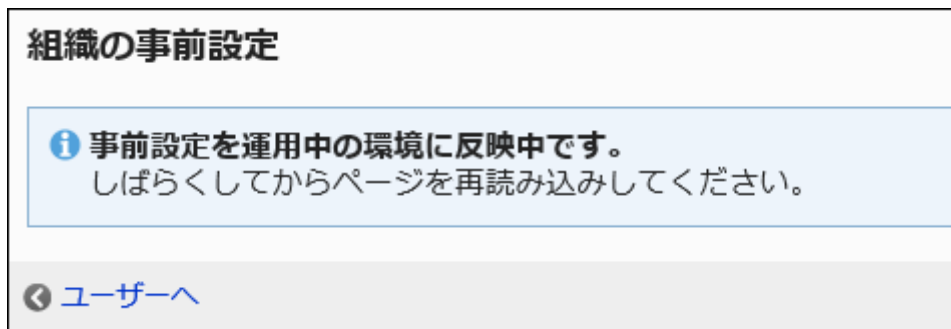 組織の事前設定
事前設定を運用中の環境に反映中です。
しばらくしてからページを再読み込みしてください。
ユーザーへ